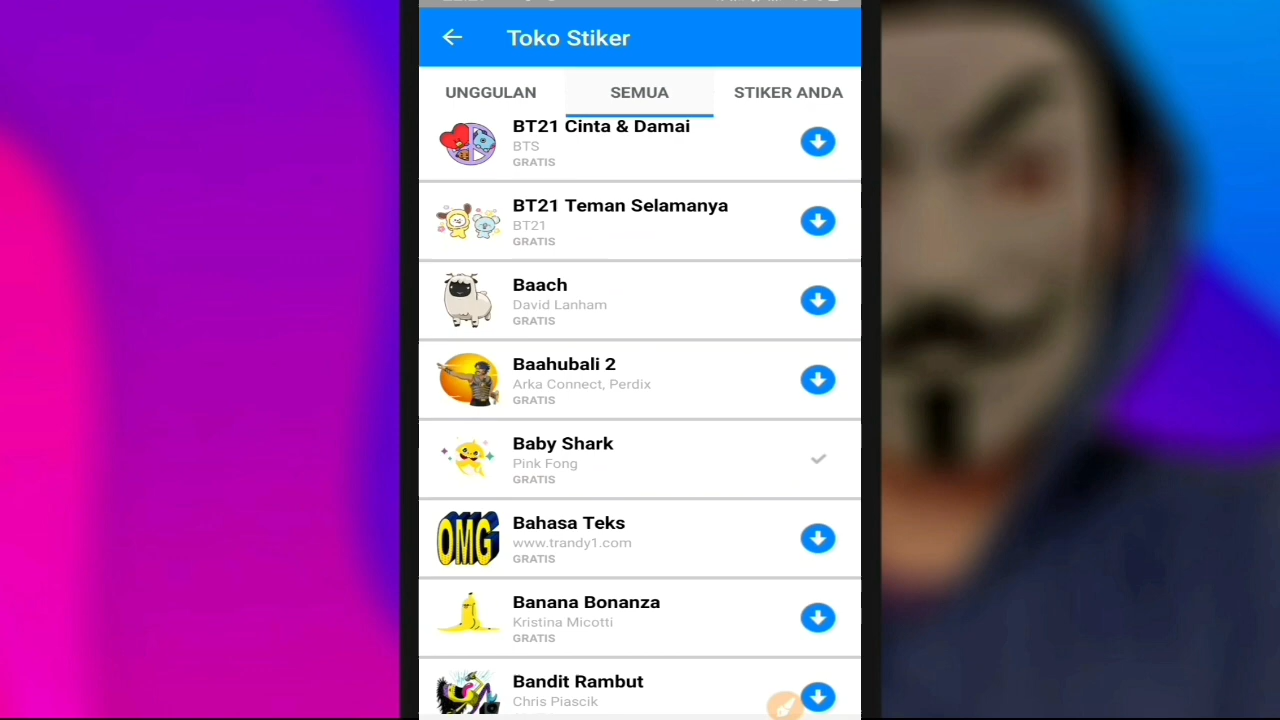 Toko Stiker
UNGGULAN
SEMUA
STIKER ANDA
BT21 Cinta & Damai
BTS
GRATIS
BT21 Teman Selamanya
BT21
GRATIS
Baach
David Lanham
GRATIS
Baahubali 2
Arka Connect, Perdix
GRATIS
Baby Shark
Pink Fong
GRATIS
OMG
Bahasa Teks
www.trandy1.com
GRATIS
Banana Bonanza
Kristina Micotti
GRATIS
Bandit Rambut
Chris Piascik